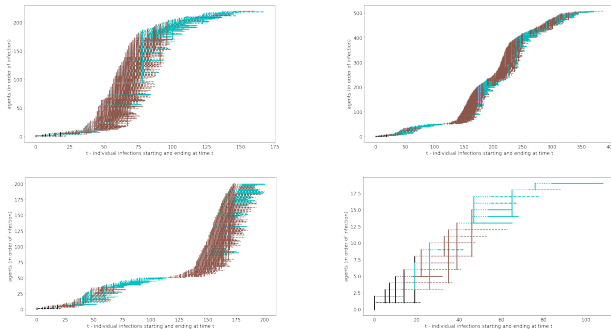 200
150
100
50
0
agents (in order of infection)
0 25 50 75 100 125 150 175
t - individual infections starting and ending at time t
500
400
300
200
100
0
agents (in order of infection)
0 50 100 150 200 250 300 350
t - individual infections starting and ending at time t
200
175
150
125
100
75
50
25
0
agents (in order of infection)
0 25 50 75 100 125 150 175 200
t - individual infections starting and ending at time t
17.5
15.0
12.5
10.0
7.5
5.0
2.5
0.0
agents (in order of infection)
0 20 40 60 80 100
t - individual infections starting and ending at time t